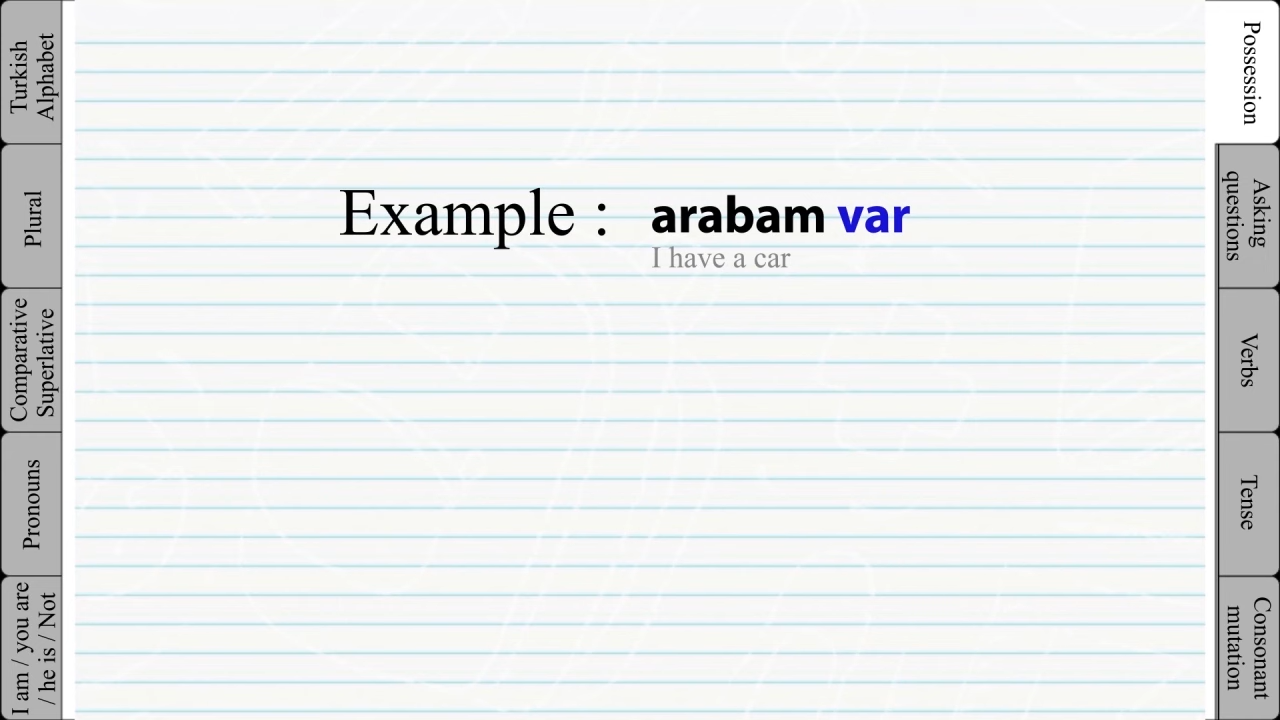 Turkish
Alphabet
Plural
Comparative
Superlative
Pronouns
I am / you are
/ he is / Not
Example : arabam var
I have a car
Possession
Asking
questions
Verbs
Tense
Consonant
mutation